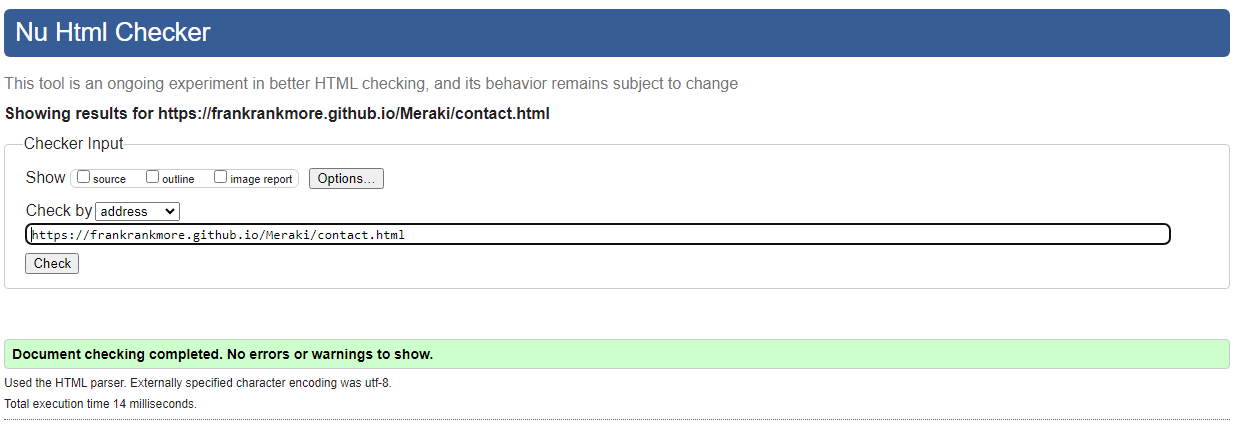 Nu Html Checker
This tool is an ongoing experiment in better HTML checking, and its behavior remains subject to change
Showing results for https://frankrankmore.github.io/Meraki/contact.html
Checker Input
Show source outline image report Options...
Check by address
https://frankrankmore.github.io/Meraki/contact.html
Check
Document checking completed. No errors or warnings to show.
Used the HTML parser. Externally specified character encoding was utf-8.
Total execution time 14 milliseconds.